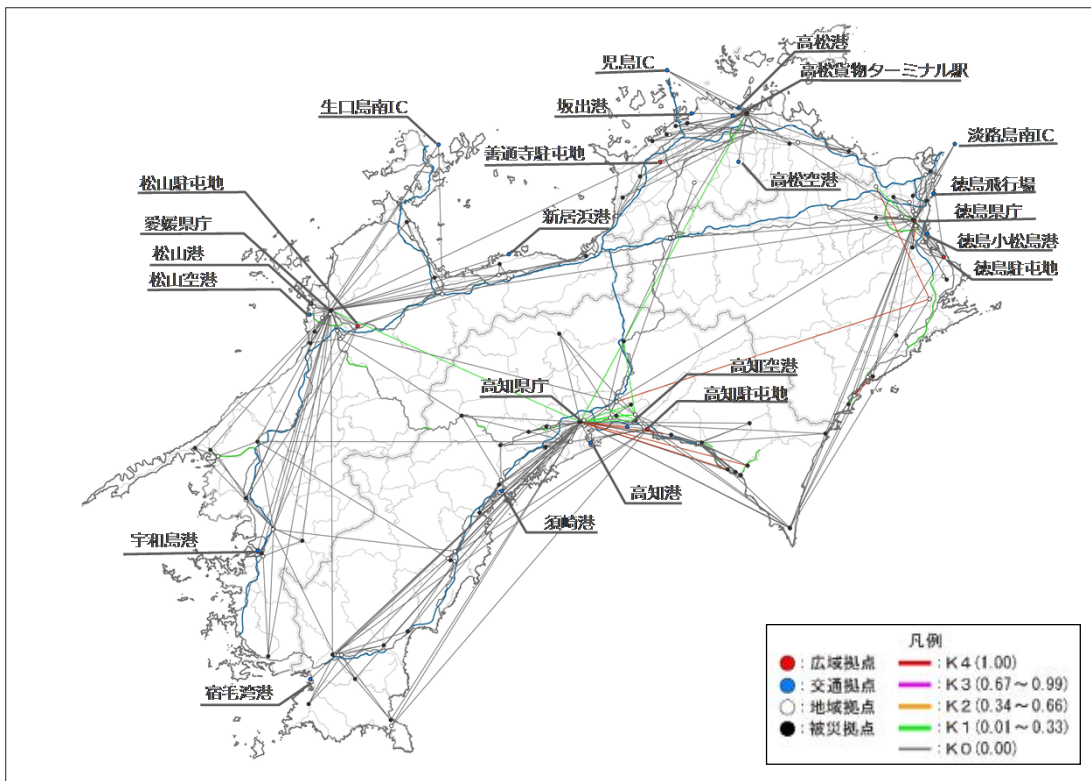 高松港
児島IC
高松貨物ターミナル駅
坂出港
生口島南IC
淡路島南IC
善通寺駐屯地
高松空港
徳島飛行場
松山駐屯地
徳島県庁
愛媛県庁
新居浜港
徳島小松島港
松山港
徳島駐屯地
松山空港
高知空港
高知県庁
高知駐屯地
高知港
須崎港
宇和島港
宿毛湾港
凡例
:広域拠点
:K4(1.00)
:交通拠点
:K3(0.67~0.99)
:地域拠点
:K2(0.34~0.66)
:被災拠点
:K1(0.01~0.33)
:K0(0.00)